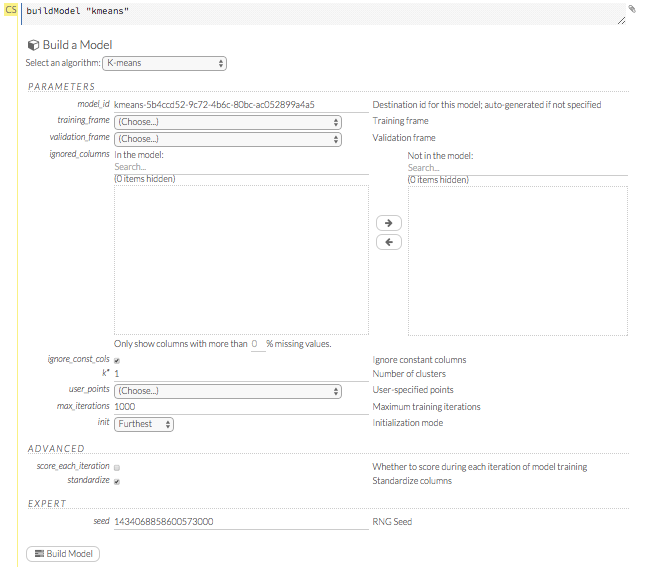 CS buildModel "kmeans"
Build a Model
Select an algorithm: K-means
PARAMETERS
model_id kmeans-5b4ccd52-9c72-4b6c-80bc-ac052899a4a5 Destination id for this model; auto-generated if not specified
training_frame (Choose...) Training frame
validation_frame (Choose...) Validation frame
ignored_columns In the model: Not in the model:
Search... Search...
(0 items hidden) (0 items hidden)
Only show columns with more than 0 % missing values.
ignore_const_cols Ignore constant columns
k* 1 Number of clusters
user_points (Choose...) User-specified points
max_iterations 1000 Maximum training iterations
init Furthest Initialization mode
ADVANCED
score_each_iteration Whether to score during each iteration of model training
standardize Standardize columns
EXPERT
seed 1434068858600573000 RNG Seed
Build Model